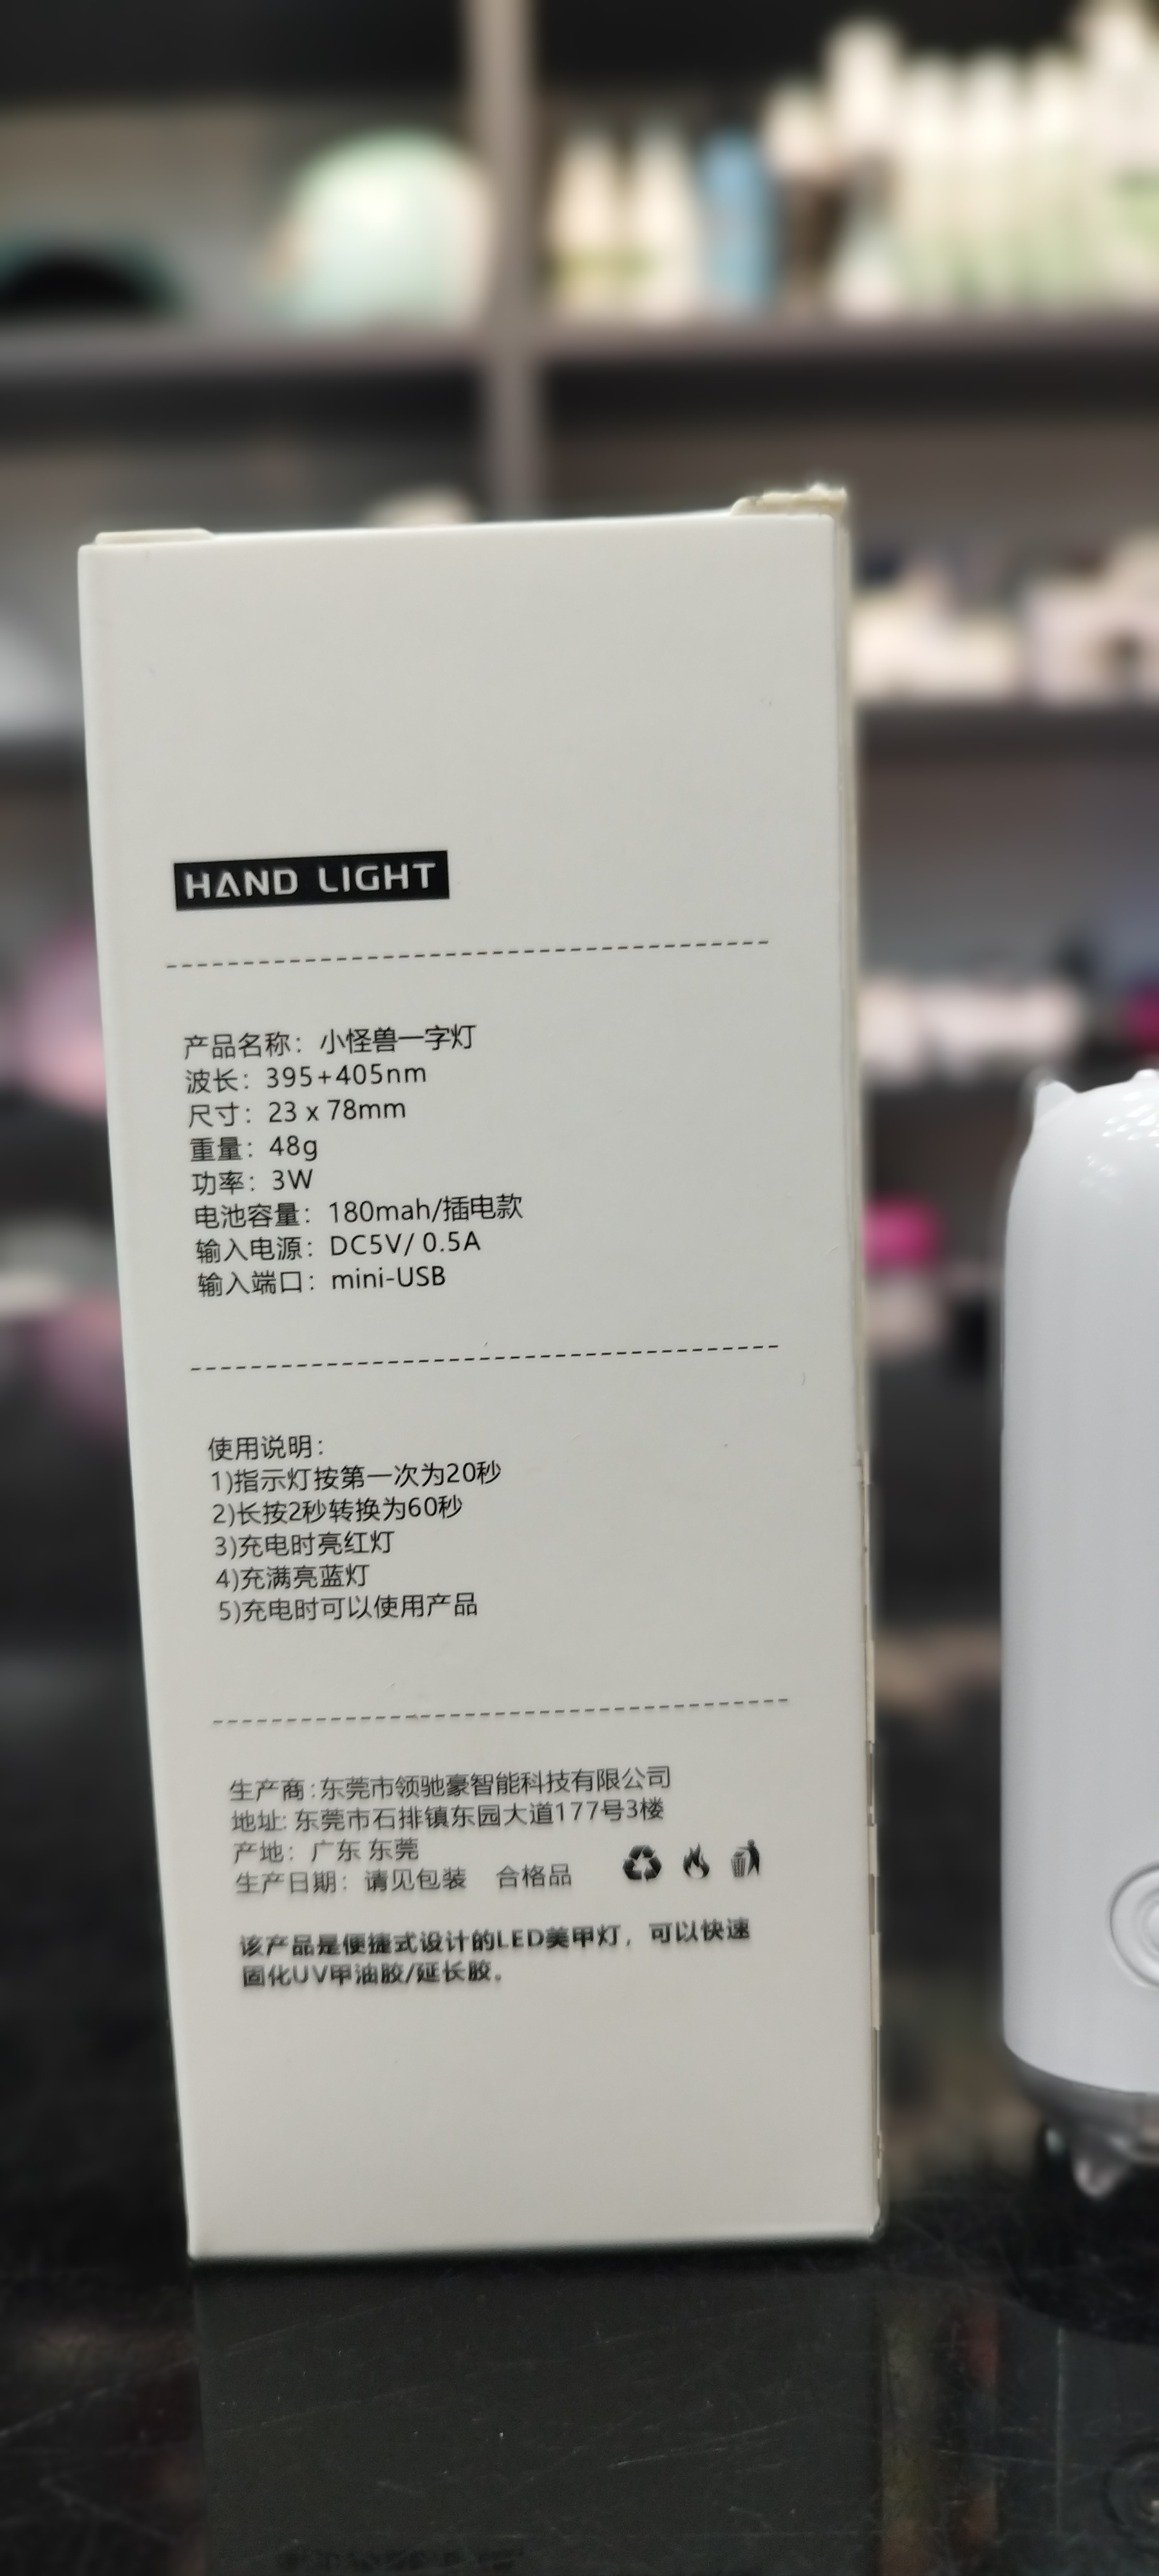 HAND LIGHT
产品名称：小怪兽一字灯
波长：395+405nm
尺寸：23 x 78mm
重量：48g
功率：3W
电池容量：180mah/插电款
输入电源：DC5V/ 0.5A
输入端口：mini-USB
使用说明：
1)指示灯按第一次为20秒
2)长按2秒转换为60秒
3)充电时亮红灯
4)充满亮蓝灯
5)充电时可以使用产品
生产商：东莞市领驰豪智能科技有限公司
地址: 东莞市石排镇东园大道177号3楼
产地：广东 东莞
生产日期：请见包装 合格品
该产品是便捷式设计的LED美甲灯，可以快速
固化UV甲油胶/延长胶。